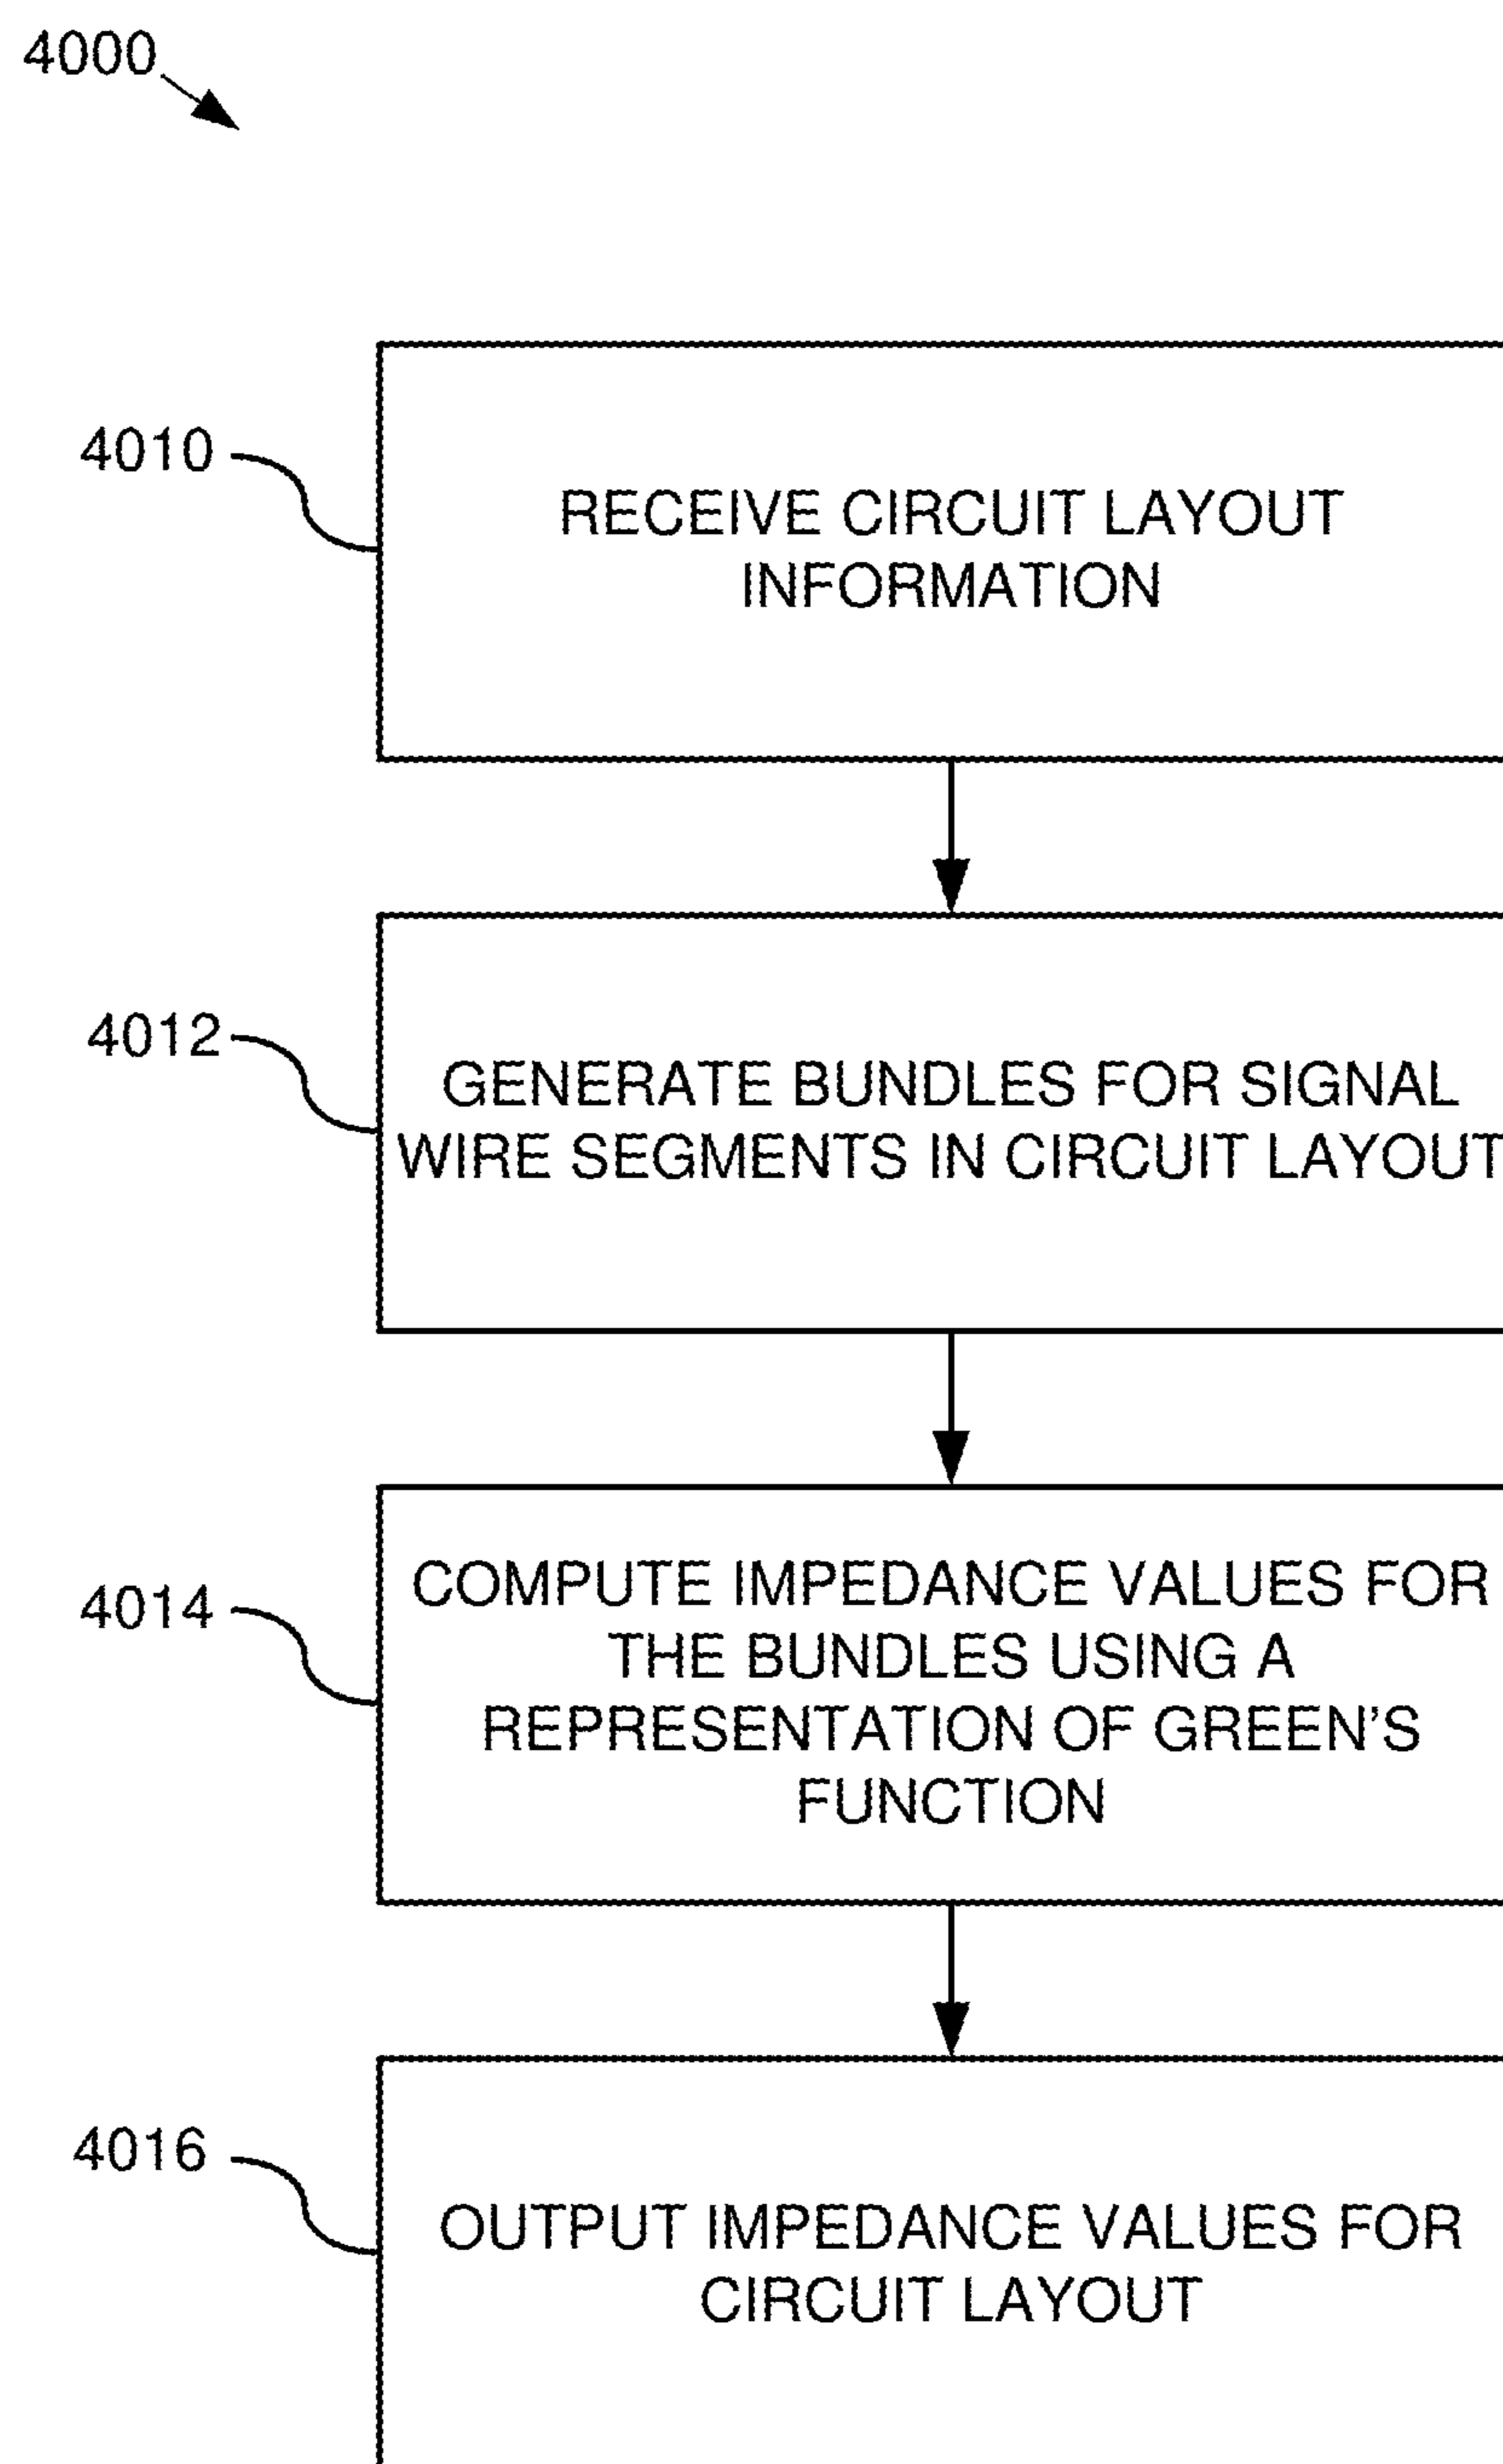 4000
4010
RECEIVE CIRCUIT LAYOUT
INFORMATION
4012
GENERATE BUNDLES FOR SIGNAL
WIRE SEGMENTS IN CIRCUIT LAYOUT
4014
COMPUTE IMPEDANCE VALUES FOR
THE BUNDLES USING A
REPRESENTATION OF GREEN'S
FUNCTION
4016
OUTPUT IMPEDANCE VALUES FOR
CIRCUIT LAYOUT